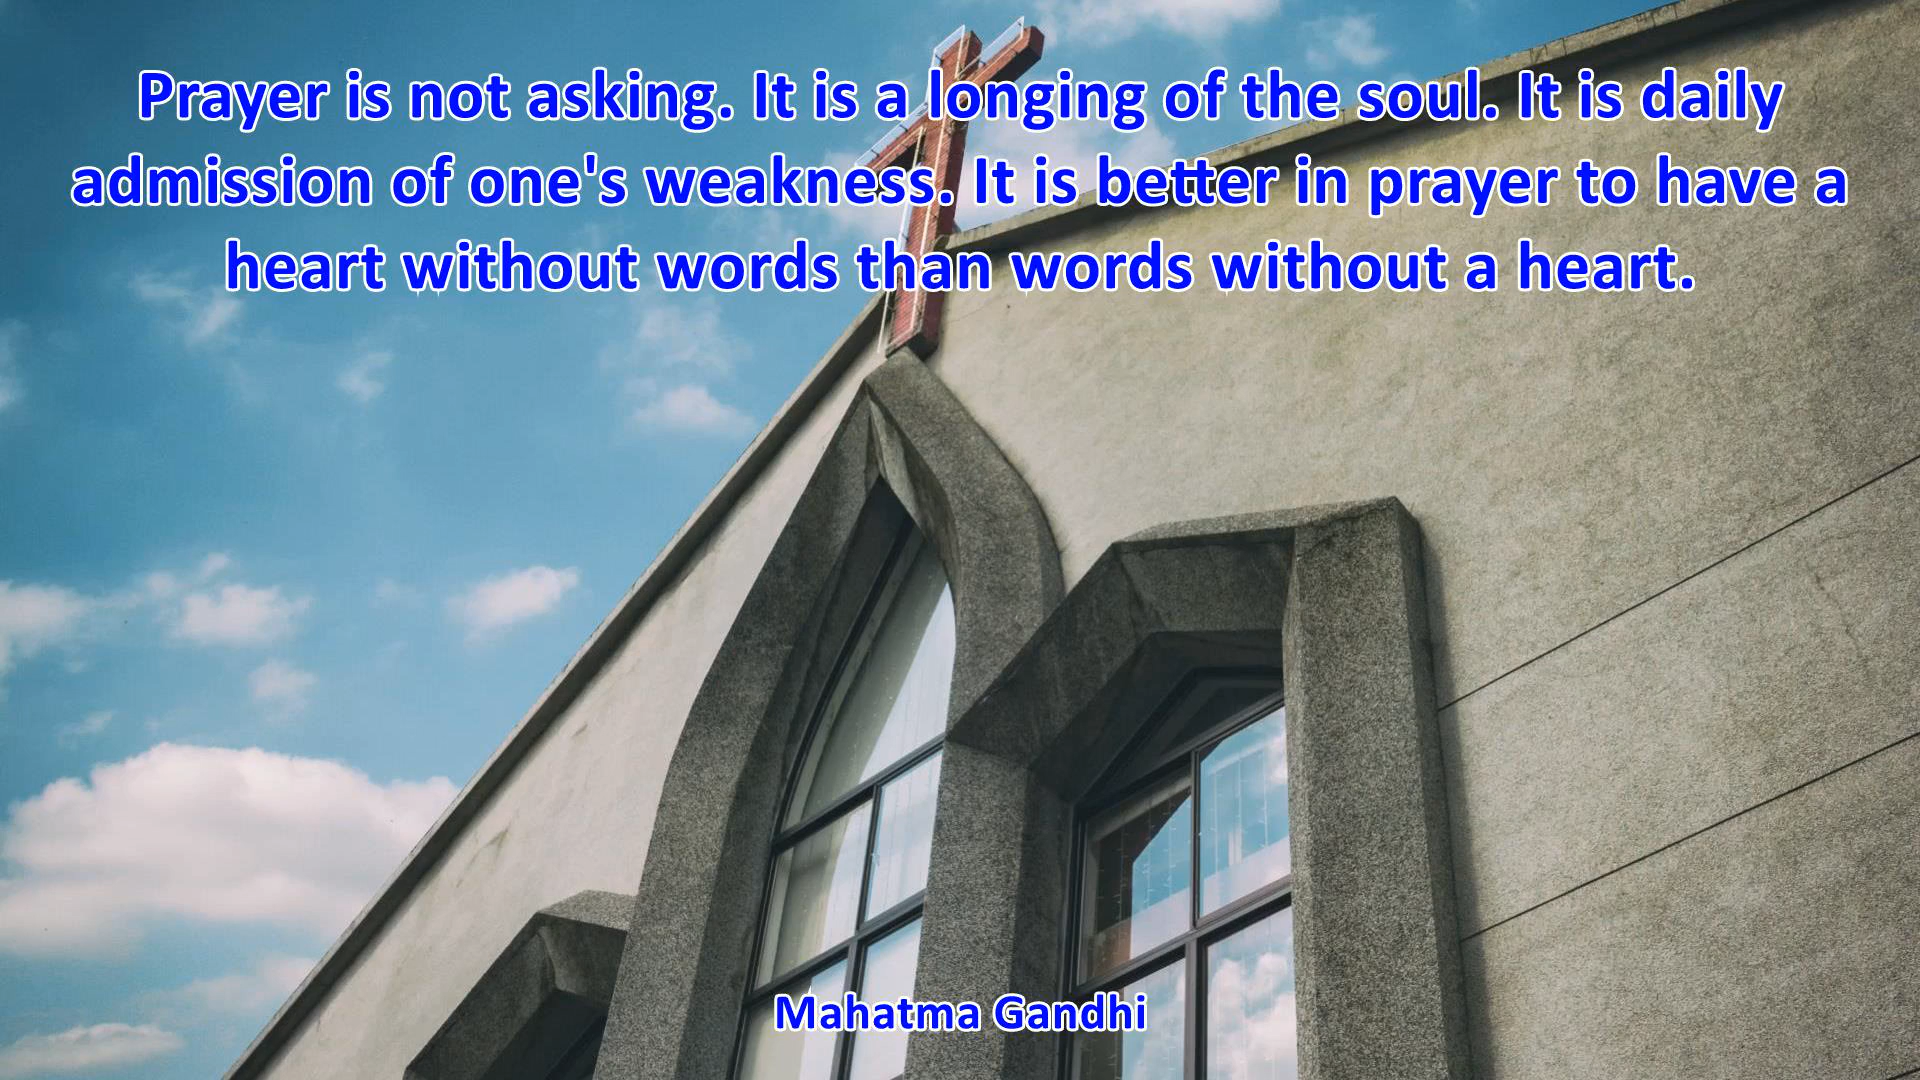 Prayer is not asking. It is a longing of the soul. It is daily
admission of one's weakness. It is better in prayer to have a
heart without words than words without a heart.
Mahatma Gandhi